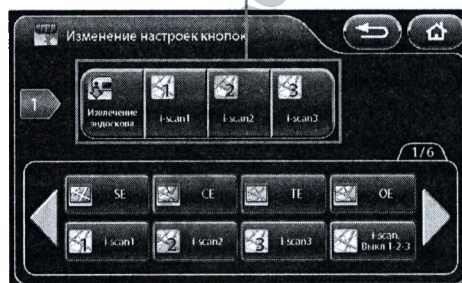 Изменение настроек кнопок
1
Извлечение
эндоскопа
1
i-scan1
2
i-scan2
3
i-scan3
1/6
SE
CE
TE
OE
1
i-scan1
2
i-scan2
3
i-scan3
i-scan.
Выкл 1-2-3